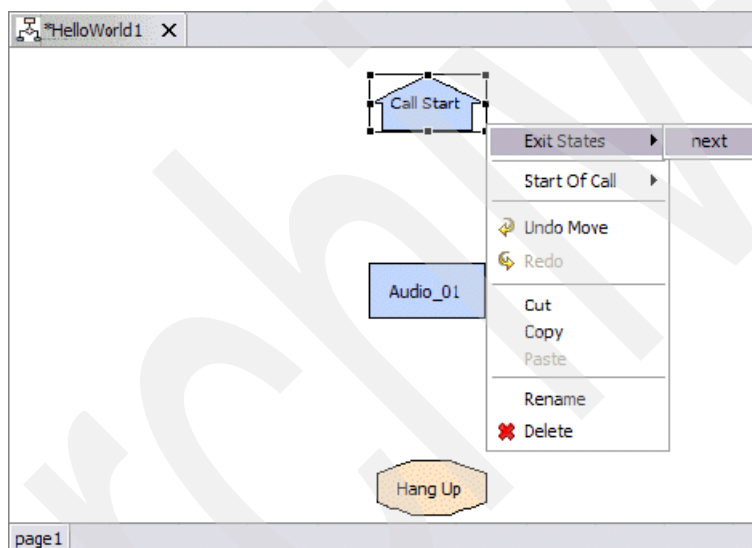 *HelloWorld1
Call Start
Exit States
next
Start Of Call
Undo Move
Audio_01
Redo
Cut
Copy
Paste
Rename
Delete
Hang Up
page1